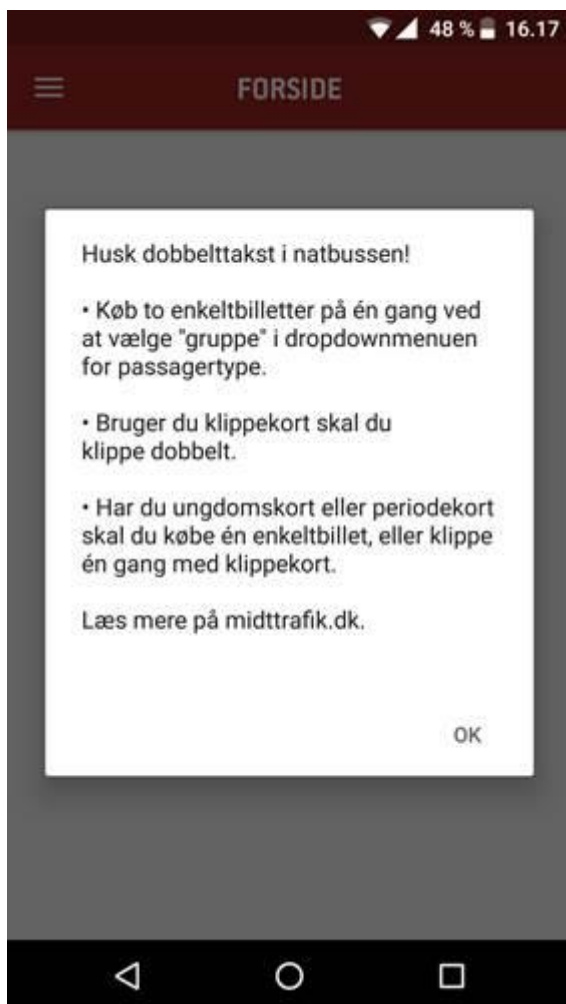 48 % 16.17
FORSIDE
Husk dobbelttakst i natbussen!
• Køb to enkeltbilletter på én gang ved
at vælge "gruppe" i dropdownmenuen
for passagertype.
• Bruger du klippekort skal du
klippe dobbelt.
• Har du ungdomskort eller periodekort
skal du købe én enkeltbillet, eller klippe
én gang med klippekort.
Læs mere på midttrafik.dk.
OK